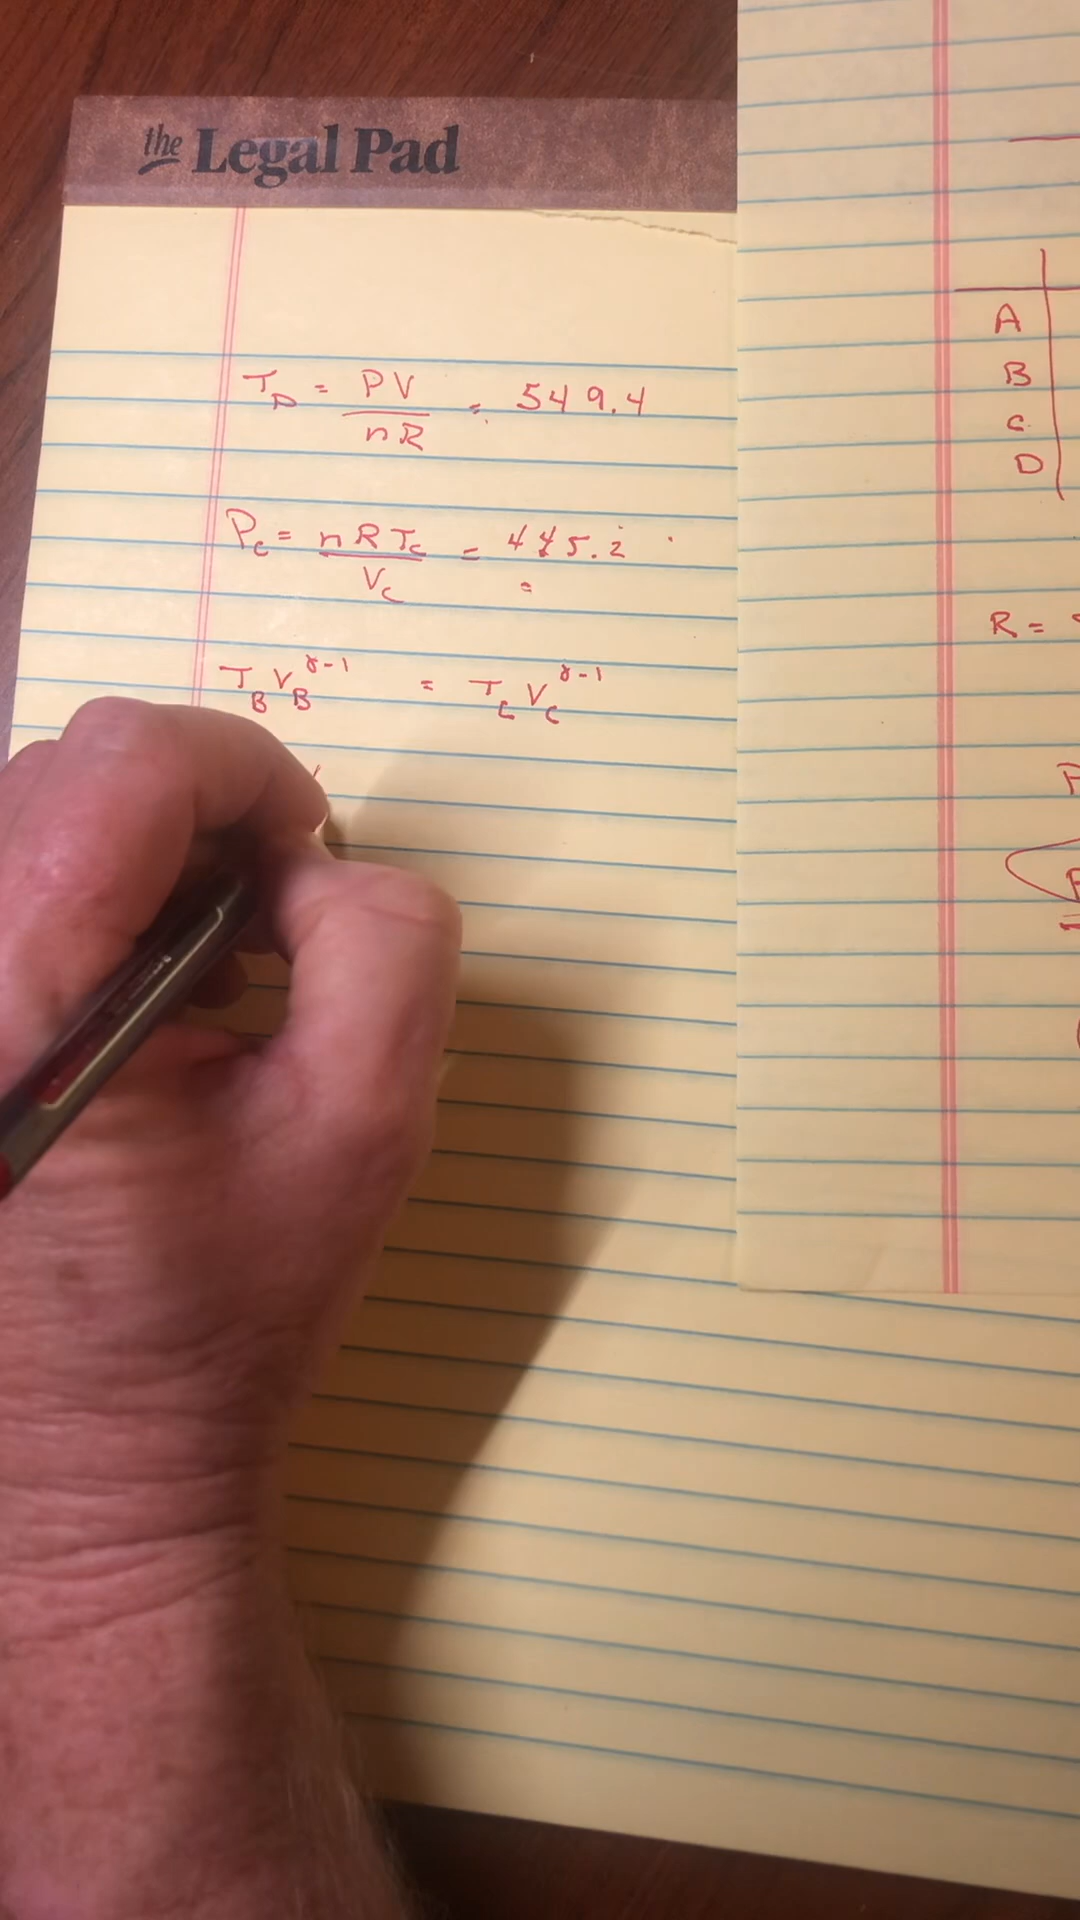 the Legal Pad
T_D = PV / nR = 549.4
P_C = nRT_C / V_C = 445.2
=
T_B V_B^γ-1 = T_C V_C^γ-1
A
B
C
D
R =